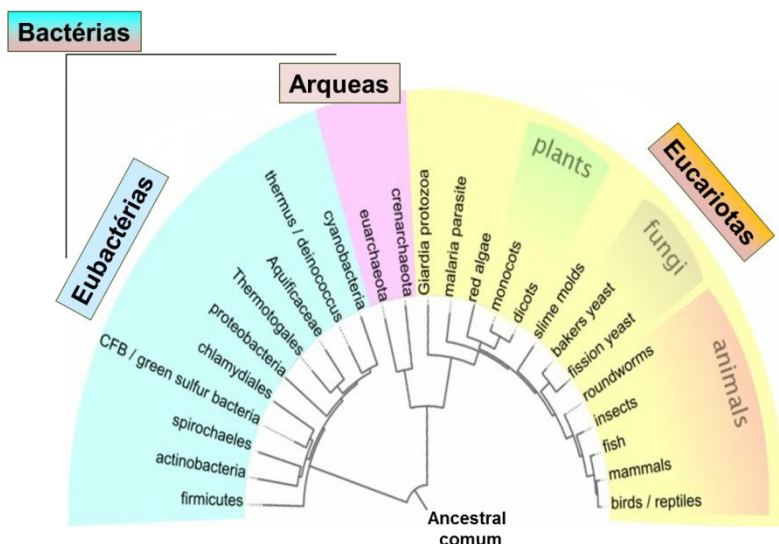 Bactérias
Arqueas
Eubactérias
Eucariotas
plants
fungi
animals
firmicutes
actinobacteria
spirochaeles
CFB / green sulfur bacteria
chlamydiales
proteobacteria
Thermotogales
Aquificaceae
thermus / deinococcus
cyanobacteria
euarchaeota
crenarchaeota
Giardia protozoa
malaria parasite
red algae
monocots
dicots
slime molds
bakers yeast
fission yeast
roundworms
insects
fish
mammals
birds / reptiles
Ancestral
comum